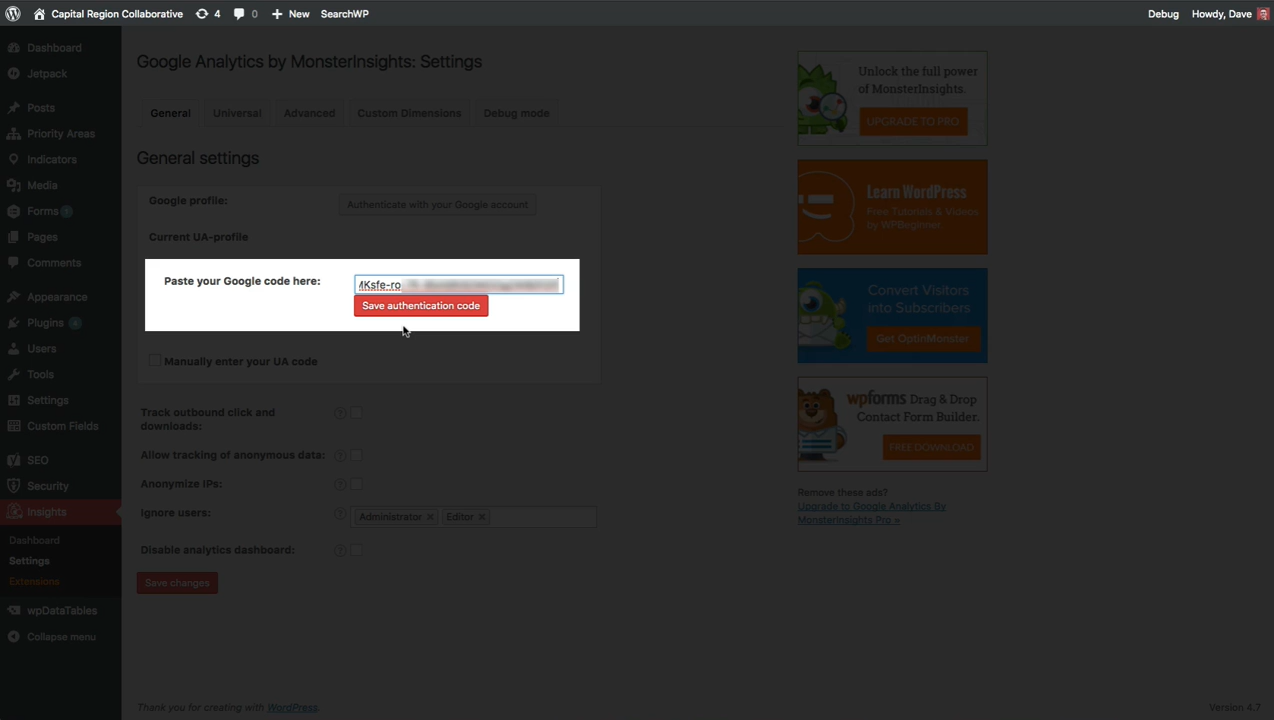 Capital Region Collaborative 4 0 New SearchWP Debug Howdy, Dave
Dashboard
Jetpack
Posts
Priority Areas
Indicators
Media
Forms
Pages
Comments
Appearance
Plugins 4
Users
Tools
Settings
Custom Fields
SEO
Security
Insights
Dashboard
Settings
Extensions
wpDataTables
Collapse menu
Google Analytics by MonsterInsights: Settings
General Universal Advanced Custom Dimensions Debug mode
General settings
Google profile: Authenticate with your Google account
Current UA-profile
Paste your Google code here:
Ksfe-ro
Save authentication code
Manually enter your UA code
Track outbound click and
downloads: ?
Allow tracking of anonymous data: ?
Anonymize IPs: ?
Ignore users: ? Administrator × Editor ×
Disable analytics dashboard: ?
Save changes
Unlock the full power
of MonsterInsights.
UPGRADE TO PRO
Learn WordPress
Free Tutorials & Videos
by WPBeginner.
Convert Visitors
into Subscribers
Get OptinMonster
wpforms Drag & Drop
Contact Form Builder.
FREE DOWNLOAD
Remove these ads?
Upgrade to Google Analytics By
MonsterInsights Pro »
Thank you for creating with WordPress. Version 4.7